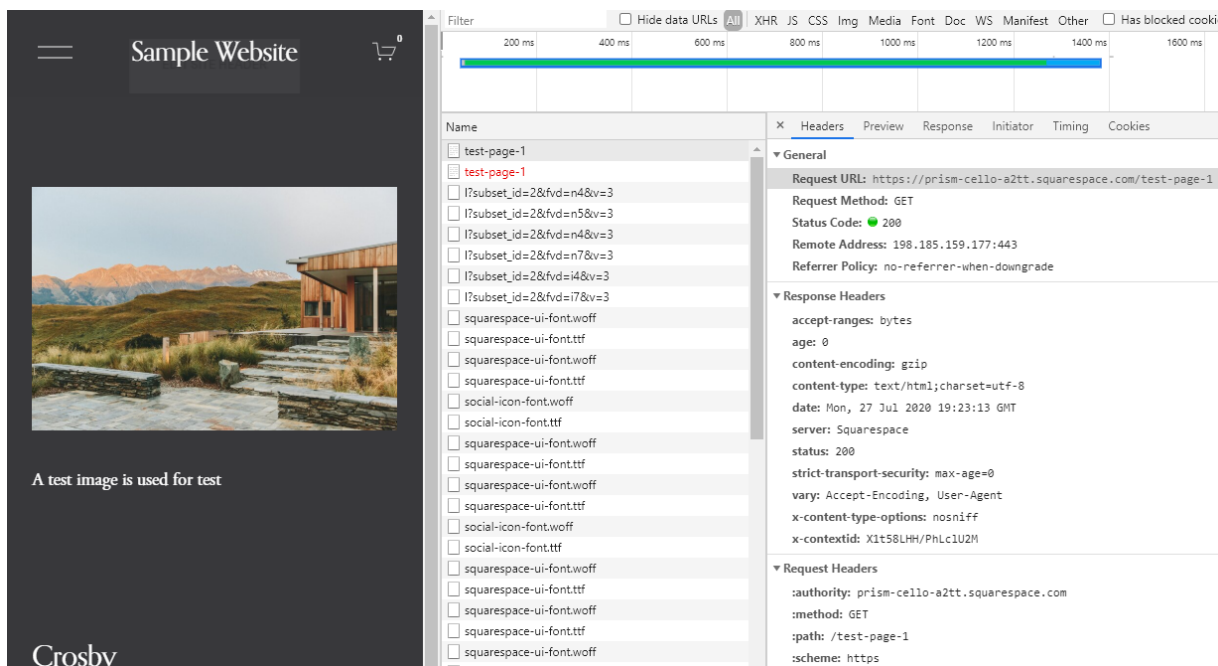 Sample Website
0
A test image is used for test
Crosby
Filter
Hide data URLs All XHR JS CSS Img Media Font Doc WS Manifest Other Has blocked
200 ms 400 ms 600 ms 800 ms 1000 ms 1200 ms 1400 ms 1600 ms
Name
test-page-1
test-page-1
l?subset_id=2&fvd=n4&v=3
l?subset_id=2&fvd=n5&v=3
l?subset_id=2&fvd=n4&v=3
l?subset_id=2&fvd=n7&v=3
l?subset_id=2&fvd=i4&v=3
l?subset_id=2&fvd=i7&v=3
squarespace-ui-font.woff
squarespace-ui-font.ttf
squarespace-ui-font.woff
squarespace-ui-font.ttf
social-icon-font.woff
social-icon-font.ttf
squarespace-ui-font.woff
squarespace-ui-font.ttf
squarespace-ui-font.woff
squarespace-ui-font.ttf
social-icon-font.woff
social-icon-font.ttf
squarespace-ui-font.woff
squarespace-ui-font.ttf
squarespace-ui-font.woff
squarespace-ui-font.ttf
squarespace-ui-font.woff
× Headers Preview Response Initiator Timing Cookies
General
Request URL: https://prism-cello-a2tt.squarespace.com/test-page-1
Request Method: GET
Status Code: 200
Remote Address: 198.185.159.177:443
Referrer Policy: no-referrer-when-downgrade
Response Headers
accept-ranges: bytes
age: 0
content-encoding: gzip
content-type: text/html;charset=utf-8
date: Mon, 27 Jul 2020 19:23:13 GMT
server: Squarespace
status: 200
strict-transport-security: max-age=0
vary: Accept-Encoding, User-Agent
x-content-type-options: nosniff
x-contextid: X1t58LHH/PhLclU2M
Request Headers
:authority: prism-cello-a2tt.squarespace.com
:method: GET
:path: /test-page-1
:scheme: https